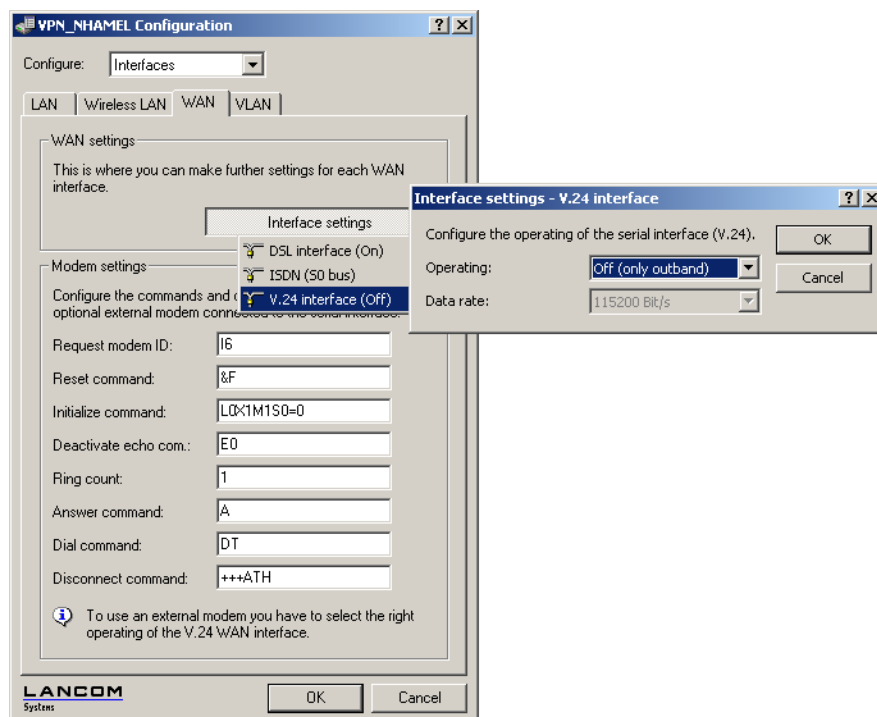 VPN_NHAMEL Configuration
Configure: Interfaces
LAN Wireless LAN WAN VLAN
WAN settings
This is where you can make further settings for each WAN
interface.
Interface settings
DSL interface (On)
ISDN (S0 bus)
V.24 interface (Off)
Modem settings
Configure the commands and
optional external modem connected to the serial interface.
Request modem ID: I6
Reset command: &F
Initialize command: L0X1M1S0=0
Deactivate echo com.: E0
Ring count: 1
Answer command: A
Dial command: DT
Disconnect command: +++ATH
To use an external modem you have to select the right
operating of the V.24 WAN interface.
LANCOM
Systems
OK Cancel
Interface settings - V.24 interface
Configure the operating of the serial interface (V.24).
OK
Operating: Off (only outband)
Cancel
Data rate: 115200 Bit/s